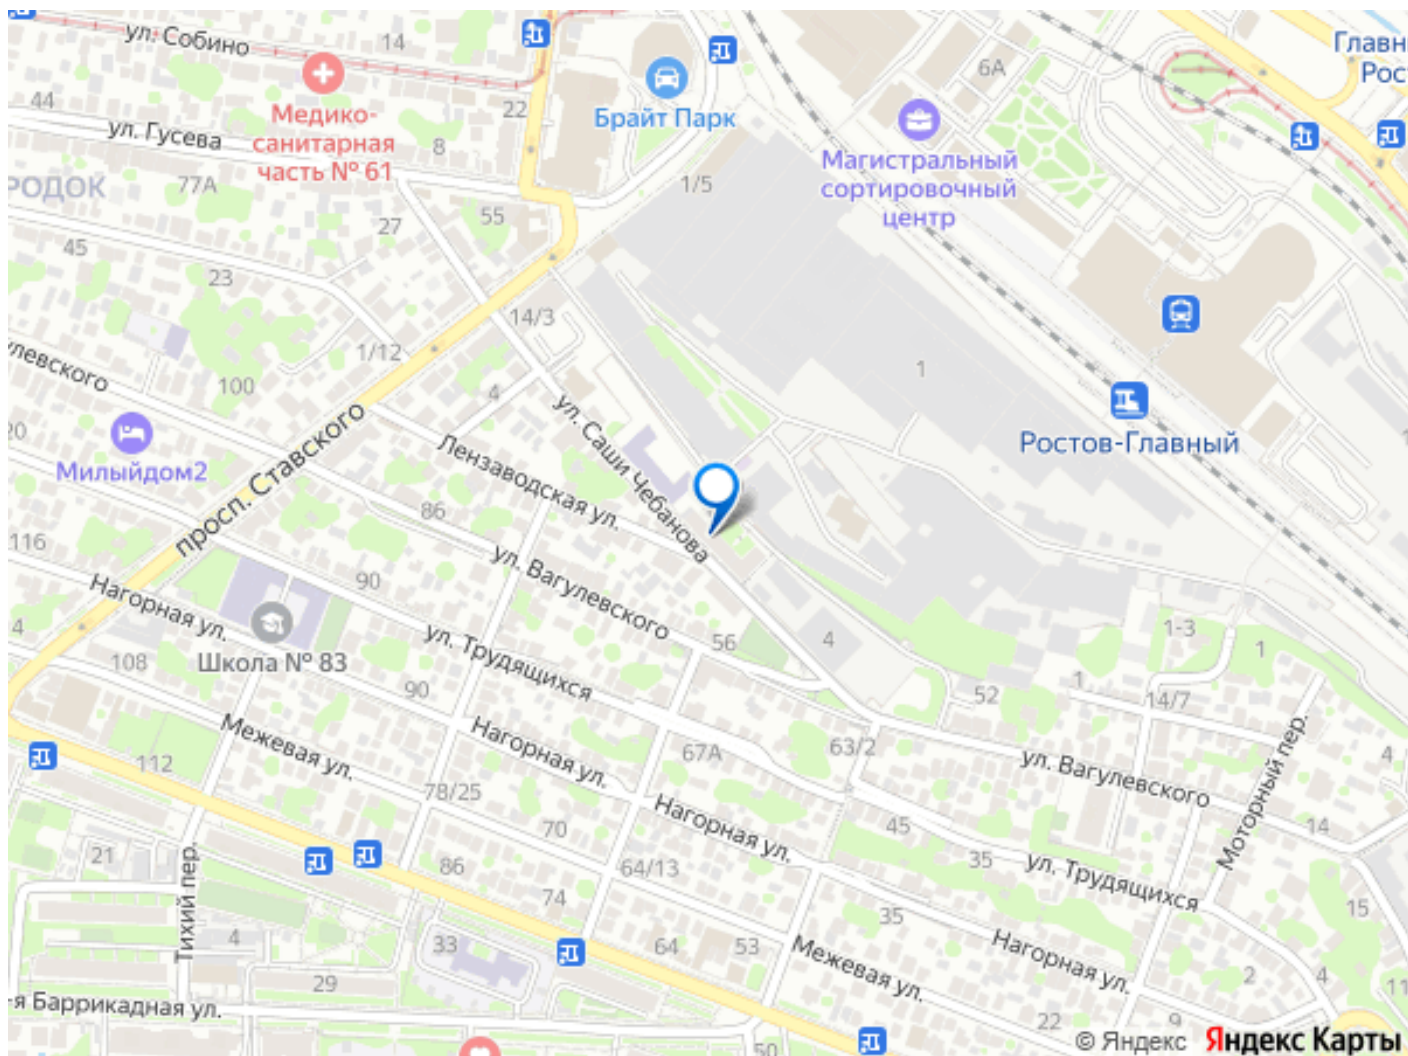 ул. Собино
14
6А
Главн
Рос
44
22
Медико-
санитарная
часть № 61
Брайт Парк
ул. Гусева
8
Магистральный
сортировочный
центр
РОДОК
77А
1/5
27
55
45
23
14/3
1/12
1
улевского
100
4
20
Милыйдом2
просп. Ставского
Лензаводская ул.
ул. Саши Чебанова
Ростов-Главный
86
116
ул. Вагулевского
90
Нагорная ул.
4
Школа № 83
108
ул. Трудящихся
56
4
1-3
1
90
52
1
14/7
Межевая ул.
Нагорная ул.
67А
63/2
ул. Вагулевского
Моторный пер.
4
112
78/25
Нагорная ул.
70
45
14
21
86
64/13
35
ул. Трудящихся
Тихий пер.
74
35
15
4
33
64
53
Межевая ул.
Нагорная ул.
2
4
29
11
-я Баррикадная ул.
22
9
50
© Яндекс Яндекс Карты